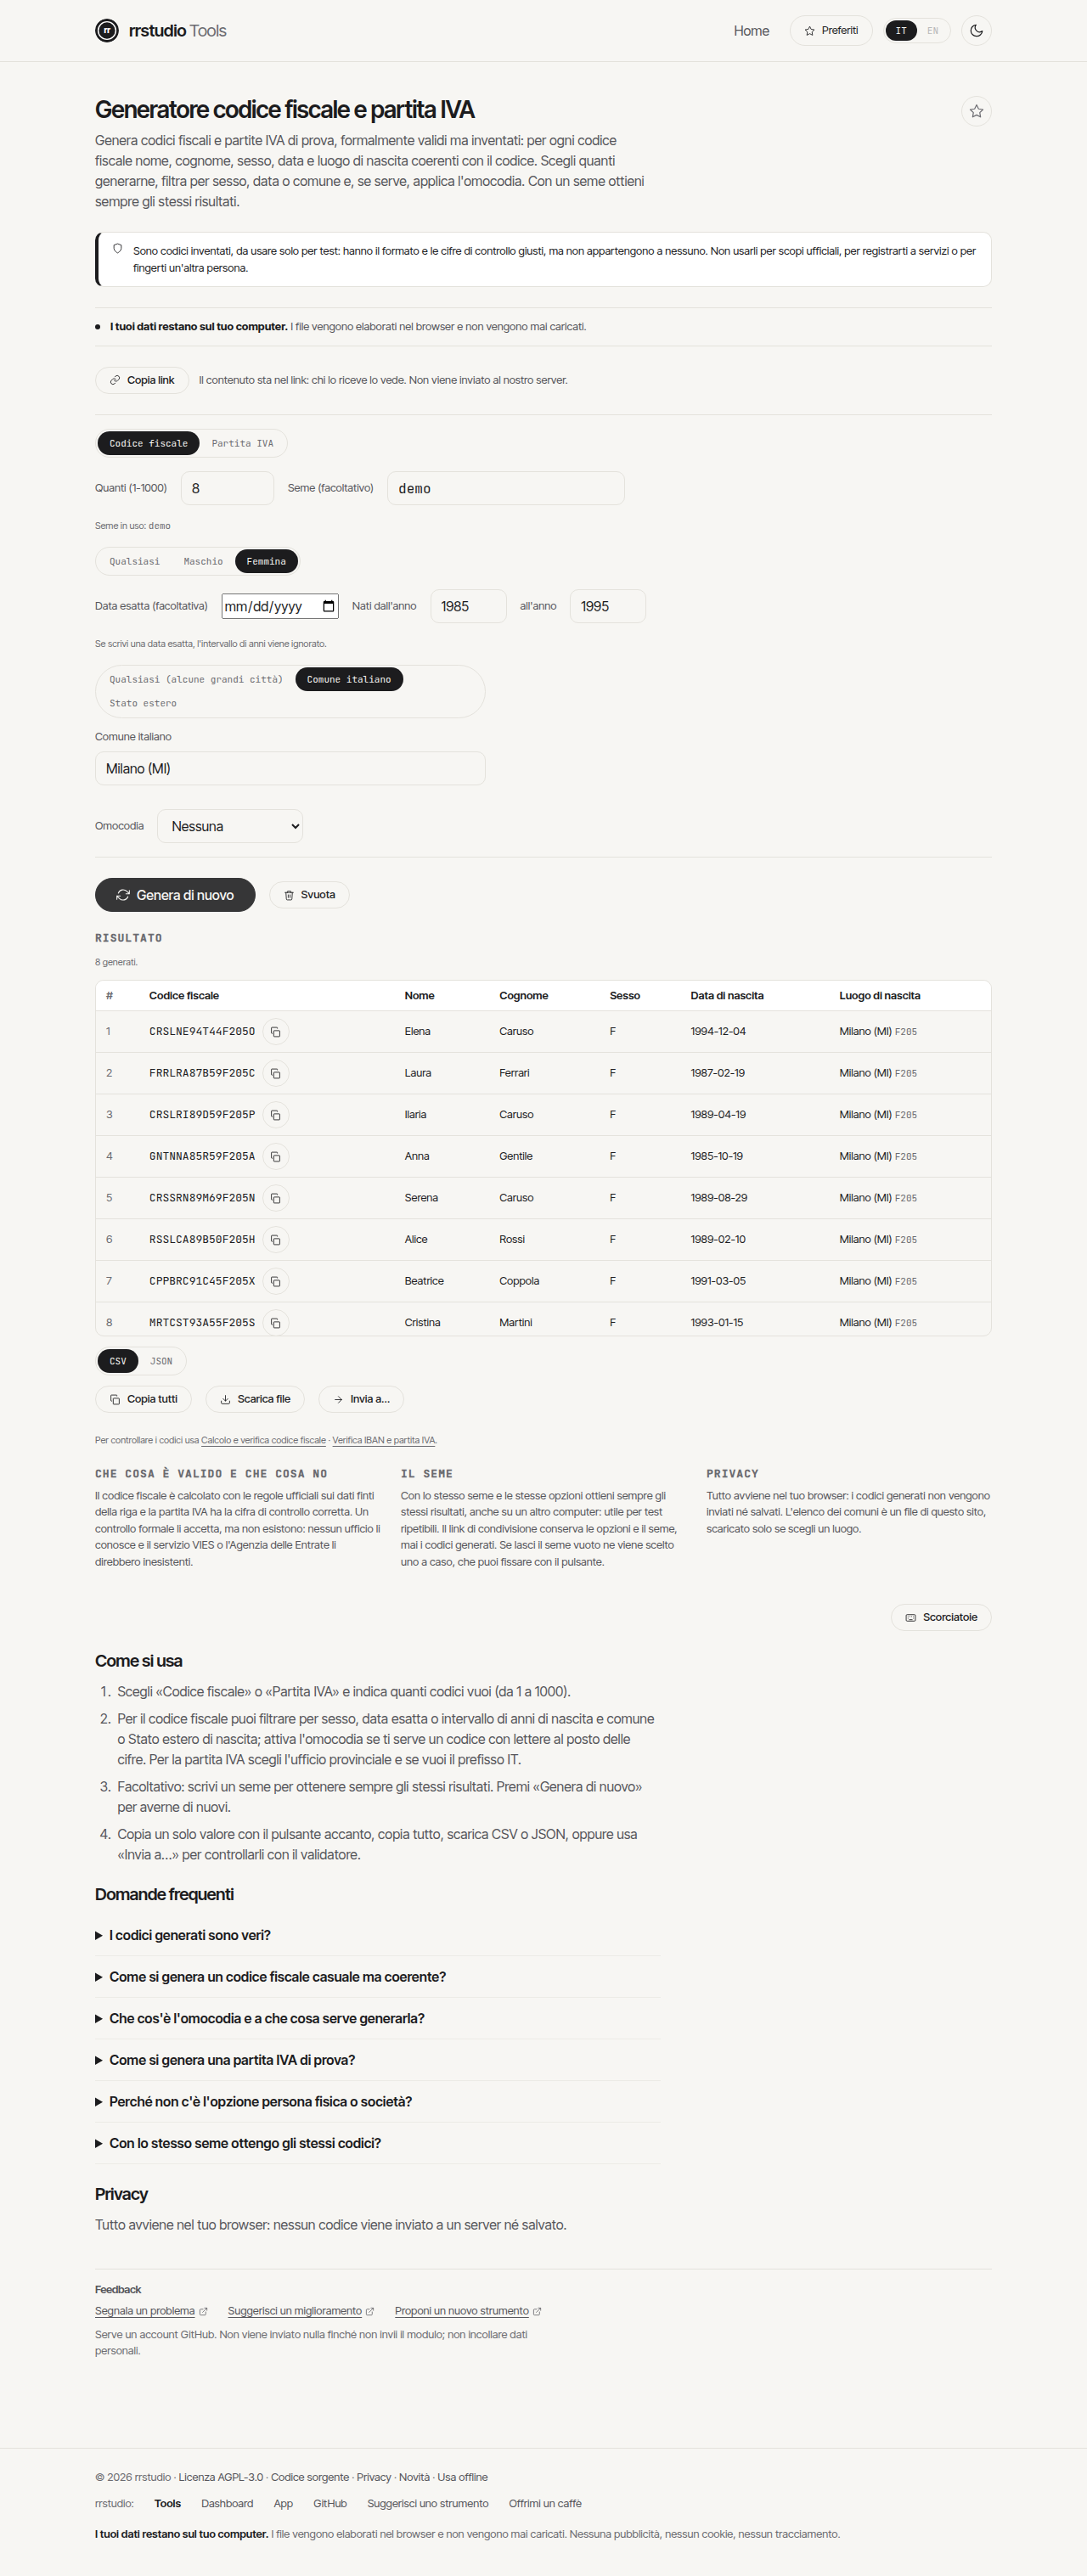 rr rrstudio Tools
Home
Preferiti
IT EN
Generatore codice fiscale e partita IVA
Genera codici fiscali e partite IVA di prova, formalmente validi ma inventati: per ogni codice
fiscale nome, cognome, sesso, data e luogo di nascita coerenti con il codice. Scegli quanti
generarne, filtra per sesso, data o comune e, se serve, applica l'omocodia. Con un seme ottieni
sempre gli stessi risultati.
Sono codici inventati, da usare solo per test: hanno il formato e le cifre di controllo giusti, ma non appartengono a nessuno. Non usarli per scopi ufficiali, per registrarti a servizi o per
fingerti un'altra persona.
I tuoi dati restano sul tuo computer. I file vengono elaborati nel browser e non vengono mai caricati.
Copia link Il contenuto sta nel link: chi lo riceve lo vede. Non viene inviato al nostro server.
Codice fiscale Partita IVA
Quanti (1-1000) 8 Seme (facoltativo) demo
Seme in uso: demo
Qualsiasi Maschio Femmina
Data esatta (facoltativa) mm/dd/yyyy Nati dall'anno 1985 all'anno 1995
Se scrivi una data esatta, l'intervallo di anni viene ignorato.
Qualsiasi (alcune grandi città) Comune italiano
Stato estero
Comune italiano
Milano (MI)
Omocodia Nessuna
Genera di nuovo Svuota
RISULTATO
8 generati.
# Codice fiscale Nome Cognome Sesso Data di nascita Luogo di nascita
1 CRSLNE94T44F205O Elena Caruso F 1994-12-04 Milano (MI) F205
2 FRRLRA87B59F205C Laura Ferrari F 1987-02-19 Milano (MI) F205
3 CRSLRI89D59F205P Ilaria Caruso F 1989-04-19 Milano (MI) F205
4 GNTNNA85R59F205A Anna Gentile F 1985-10-19 Milano (MI) F205
5 CRSSRN89M69F205N Serena Caruso F 1989-08-29 Milano (MI) F205
6 RSSLCA89B50F205H Alice Rossi F 1989-02-10 Milano (MI) F205
7 CPPBRC91C45F205X Beatrice Coppola F 1991-03-05 Milano (MI) F205
8 MRTCST93A55F205S Cristina Martini F 1993-01-15 Milano (MI) F205
CSV JSON
Copia tutti Scarica file Invia a...
Per controllare i codici usa Calcolo e verifica codice fiscale · Verifica IBAN e partita IVA.
CHE COSA È VALIDO E CHE COSA NO
Il codice fiscale è calcolato con le regole ufficiali sui dati finti
della riga e la partita IVA ha la cifra di controllo corretta. Un
controllo formale li accetta, ma non esistono: nessun ufficio li
conosce e il servizio VIES o l'Agenzia delle Entrate li
direbbero inesistenti.
IL SEME
Con lo stesso seme e le stesse opzioni ottieni sempre gli
stessi risultati, anche su un altro computer: utile per test
ripetibili. Il link di condivisione conserva le opzioni e il seme,
mai i codici generati. Se lasci il seme vuoto ne viene scelto
uno a caso, che puoi fissare con il pulsante.
PRIVACY
Tutto avviene nel tuo browser: i codici generati non vengono
inviati né salvati. L'elenco dei comuni è un file di questo sito,
scaricato solo se scegli un luogo.
Scorciatoie
Come si usa
1. Scegli «Codice fiscale» o «Partita IVA» e indica quanti codici vuoi (da 1 a 1000).
2. Per il codice fiscale puoi filtrare per sesso, data esatta o intervallo di anni di nascita e comune
o Stato estero di nascita; attiva l'omocodia se ti serve un codice con lettere al posto delle
cifre. Per la partita IVA scegli l'ufficio provinciale e se vuoi il prefisso IT.
3. Facoltativo: scrivi un seme per ottenere sempre gli stessi risultati. Premi «Genera di nuovo»
per averne di nuovi.
4. Copia un solo valore con il pulsante accanto, copia tutto, scarica CSV o JSON, oppure usa
«Invia a...» per controllarli con il validatore.
Domande frequenti
I codici generati sono veri?
Come si genera un codice fiscale casuale ma coerente?
Che cos'è l'omocodia e a che cosa serve generarla?
Come si genera una partita IVA di prova?
Perché non c'è l'opzione persona fisica o società?
Con lo stesso seme ottengo gli stessi codici?
Privacy
Tutto avviene nel tuo browser: nessun codice viene inviato a un server né salvato.
Feedback
Segnala un problema Suggerisci un miglioramento Proponi un nuovo strumento
Serve un account GitHub. Non viene inviato nulla finché non invii il modulo; non incollare dati
personali.
© 2026 rrstudio · Licenza AGPL-3.0 · Codice sorgente · Privacy · Novità · Usa offline
rrstudio: Tools Dashboard App GitHub Suggerisci uno strumento Offrimi un caffè
I tuoi dati restano sul tuo computer. I file vengono elaborati nel browser e non vengono mai caricati. Nessuna pubblicità, nessun cookie, nessun tracciamento.